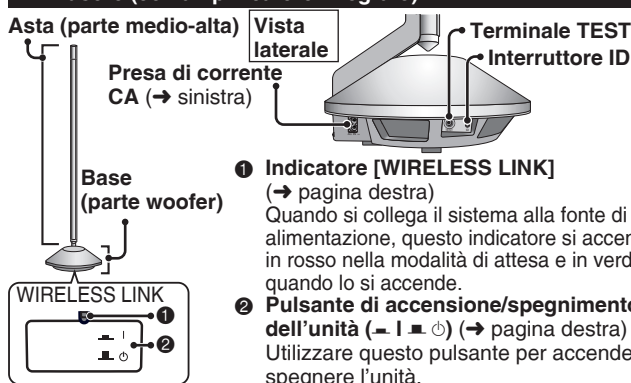 Asta (parte medio-alta)
Vista
laterale
Terminale TEST
Interruttore ID
Presa di corrente
CA (➜ sinistra)
Base
(parte woofer)
WIRELESS LINK
❶
❷
❶ Indicatore [WIRELESS LINK]
(➜ pagina destra)
Quando si collega il sistema alla fonte di
alimentazione, questo indicatore si
in rosso nella modalità di attesa e in
quando lo si accende.
❷ Pulsante di accensione/spegnimento
dell'unità (▂ I ▄ ⏻) (➜ pagina destra)
Utilizzare questo pulsante per
spegnere l'unità.